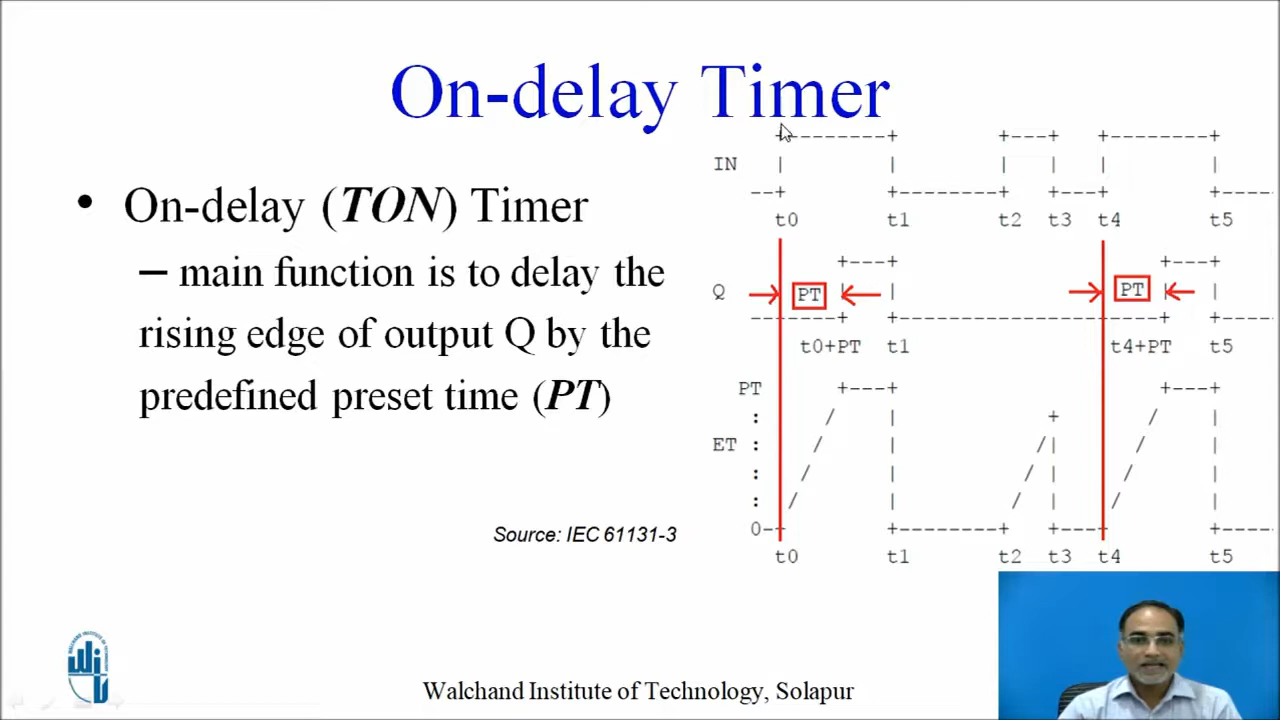 On-delay Timer
• On-delay (TON) Timer
– main function is to delay the
rising edge of output Q by the
predefined preset time (PT)
Source: IEC 61131-3
+--------+ +---+ +--------+
IN | | | | | |
--+ +--------+ +---+ +----
t0 t1 t2 t3 t4 t5
+---+ +---+
Q PT | | PT | |
-------+ +---------------------+ +----
t0+PT t1 t4+PT t5
PT +---+ +---+
: / | + / |
ET : / | /| / |
: / | / | / |
: / | / | / |
0-+ +--------+ +---+ +----
t0 t1 t2 t3 t4 t5
WIT
Walchand Institute of Technology, Solapur